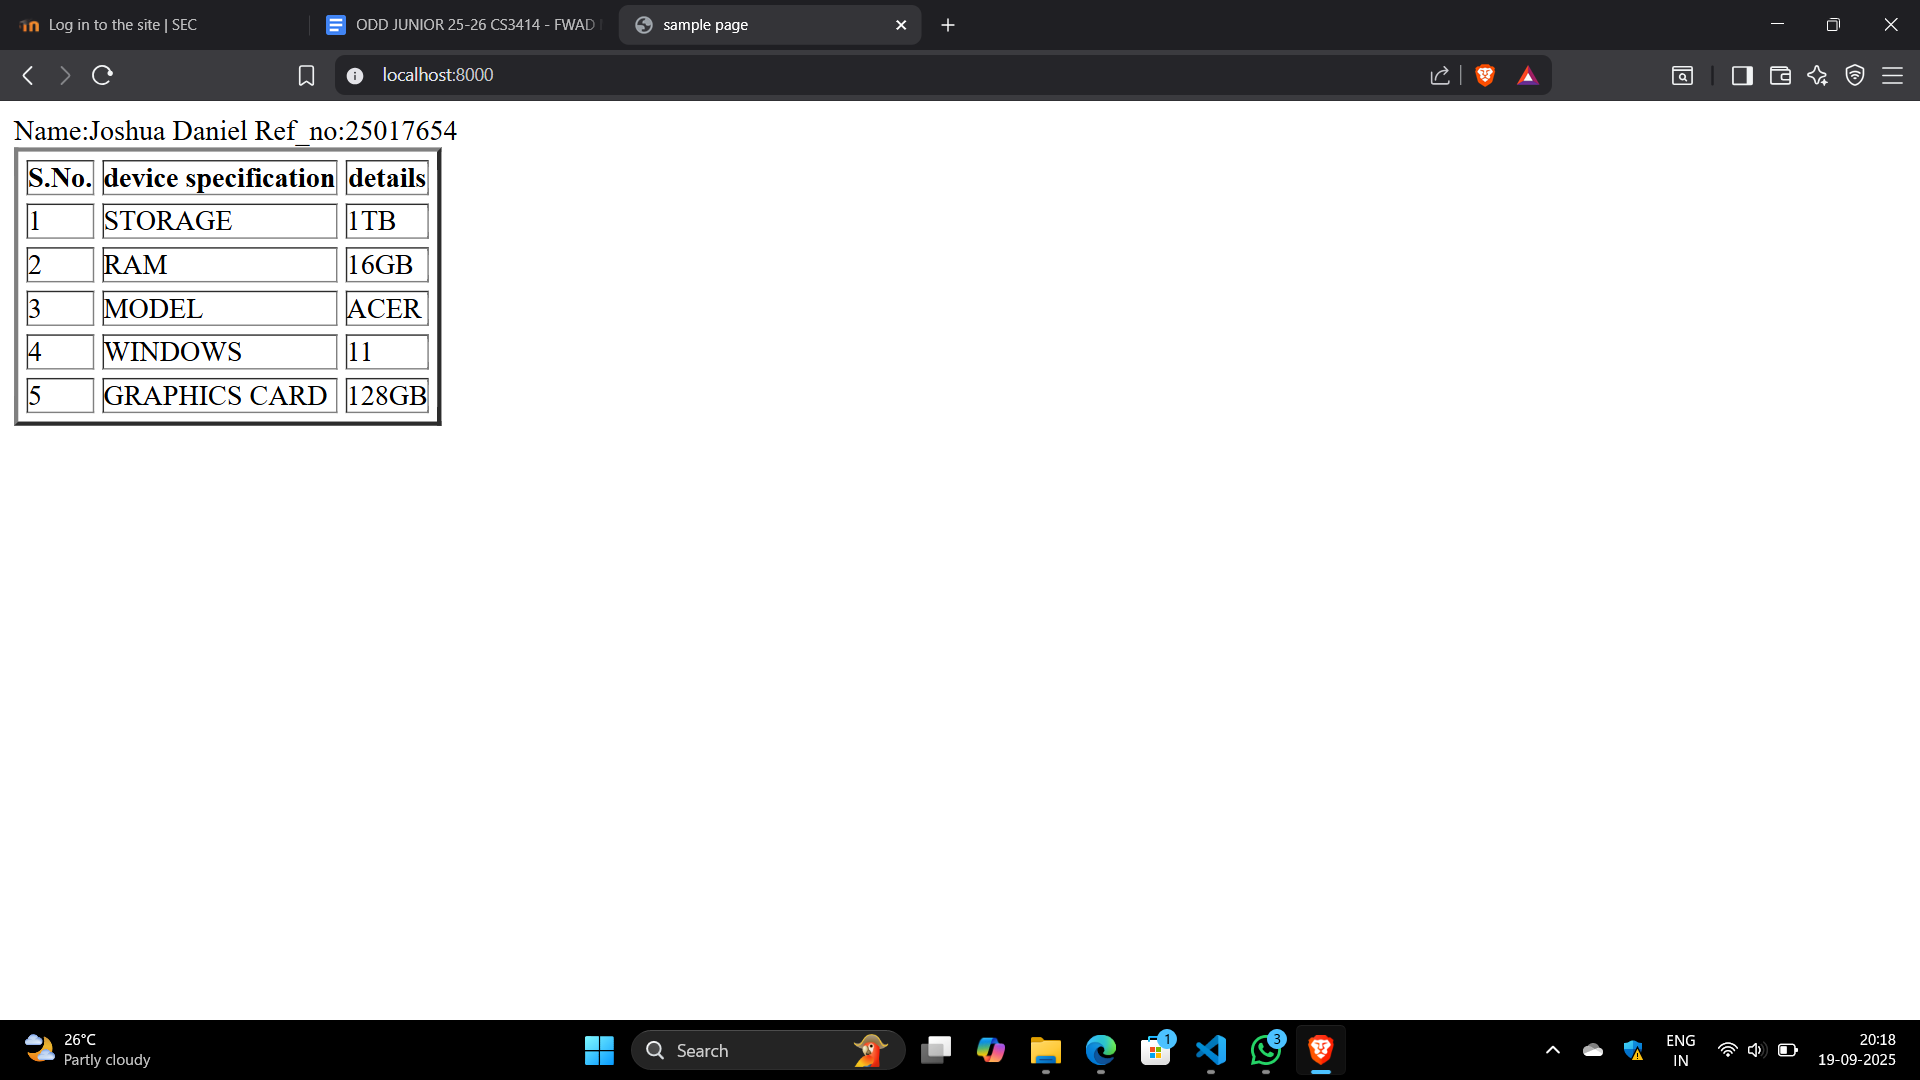 Log in to the site | SEC
ODD JUNIOR 25-26 CS3414 - FWAD
sample page
localhost:8000
Name:Joshua Daniel Ref_no:25017654
S.No. device specification details
1 STORAGE 1TB
2 RAM 16GB
3 MODEL ACER
4 WINDOWS 11
5 GRAPHICS CARD 128GB
26°C
Partly cloudy
Search
1
3
ENG
IN
20:18
19-09-2025